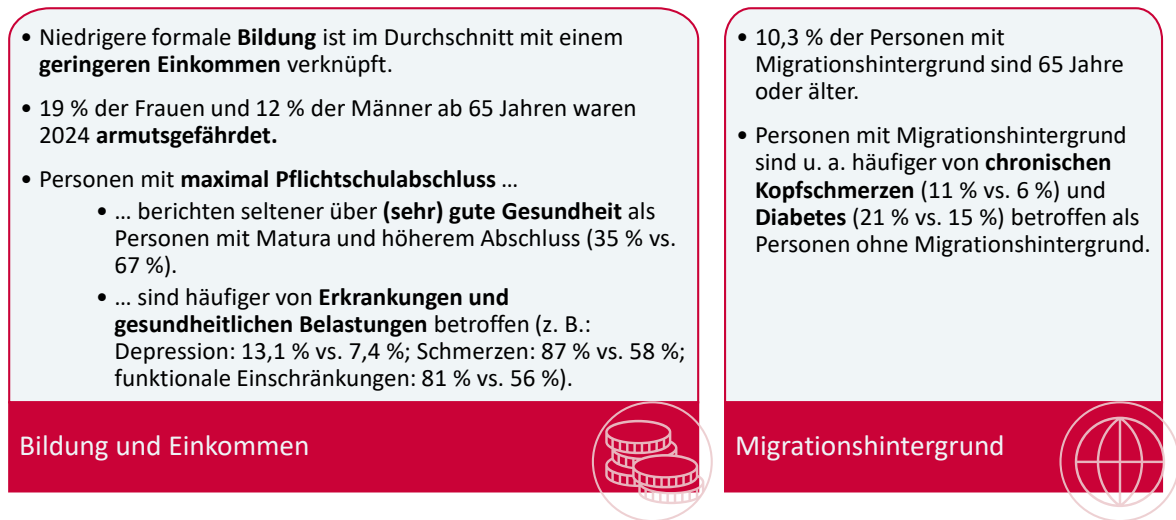 • Niedrigere formale Bildung ist im Durchschnitt mit einem
geringeren Einkommen verknüpft.
• 19 % der Frauen und 12 % der Männer ab 65 Jahren waren
2024 armutsgefährdet.
• Personen mit maximal Pflichtschulabschluss …
• … berichten seltener über (sehr) gute Gesundheit als
Personen mit Matura und höherem Abschluss (35 % vs.
67 %).
• … sind häufiger von Erkrankungen und
gesundheitlichen Belastungen betroffen (z. B.:
Depression: 13,1 % vs. 7,4 %; Schmerzen: 87 % vs. 58 %;
funktionale Einschränkungen: 81 % vs. 56 %).
Bildung und Einkommen
• 10,3 % der Personen mit
Migrationshintergrund sind 65 Jahre
oder älter.
• Personen mit Migrationshintergrund
sind u. a. häufiger von chronischen
Kopfschmerzen (11 % vs. 6 %) und
Diabetes (21 % vs. 15 %) betroffen als
Personen ohne Migrationshintergrund.
Migrationshintergrund